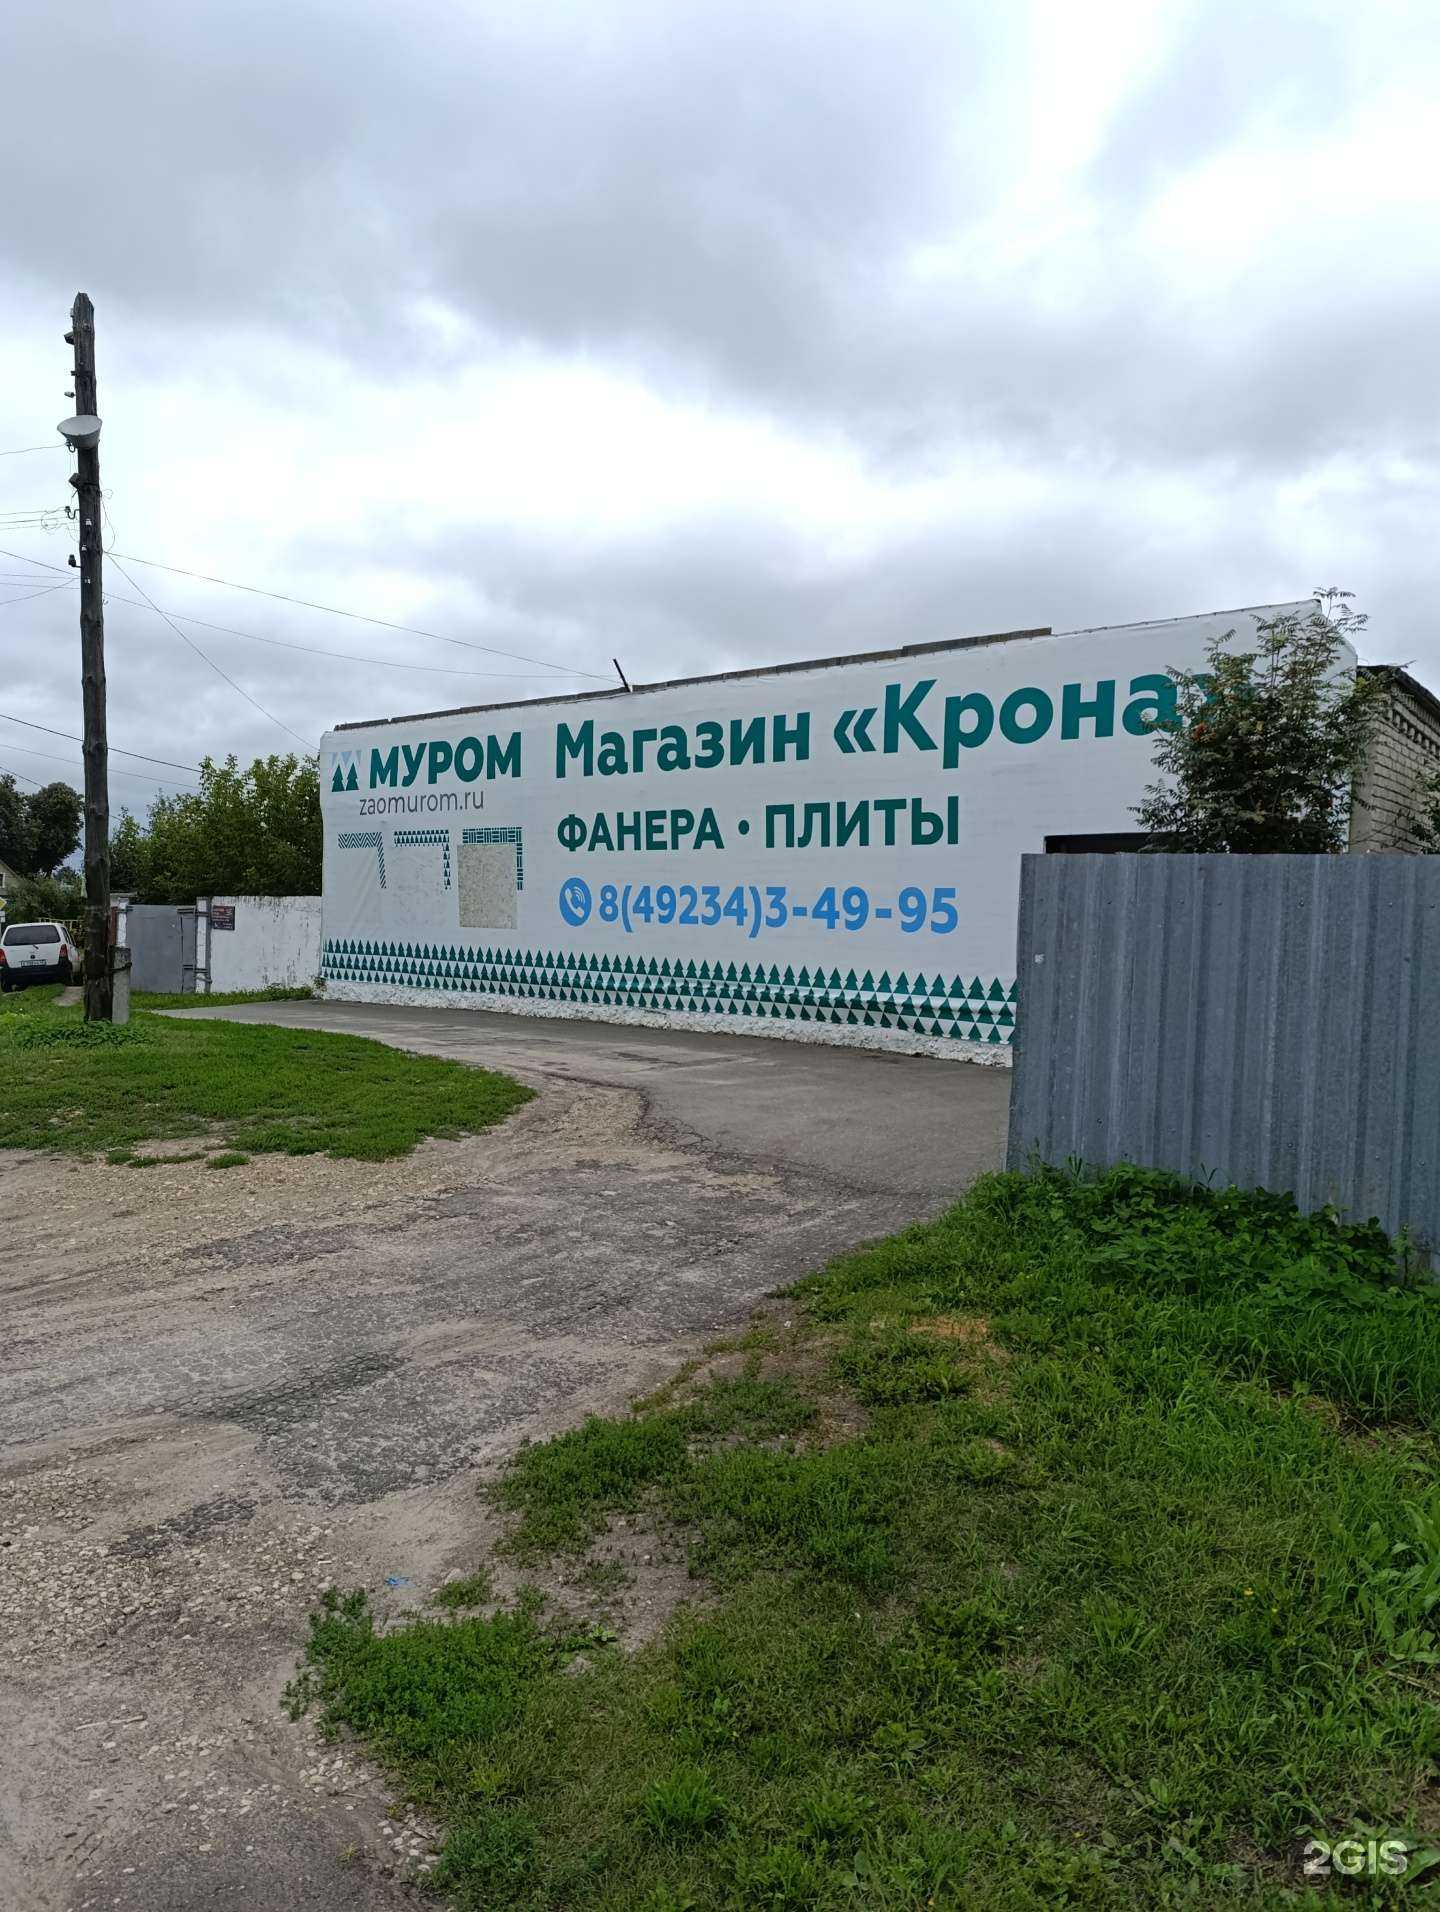 МУРОМ
zaomurom.ru
Магазин «Крона»
ФАНЕРА • ПЛИТЫ
8(49234)3-49-95
2GIS